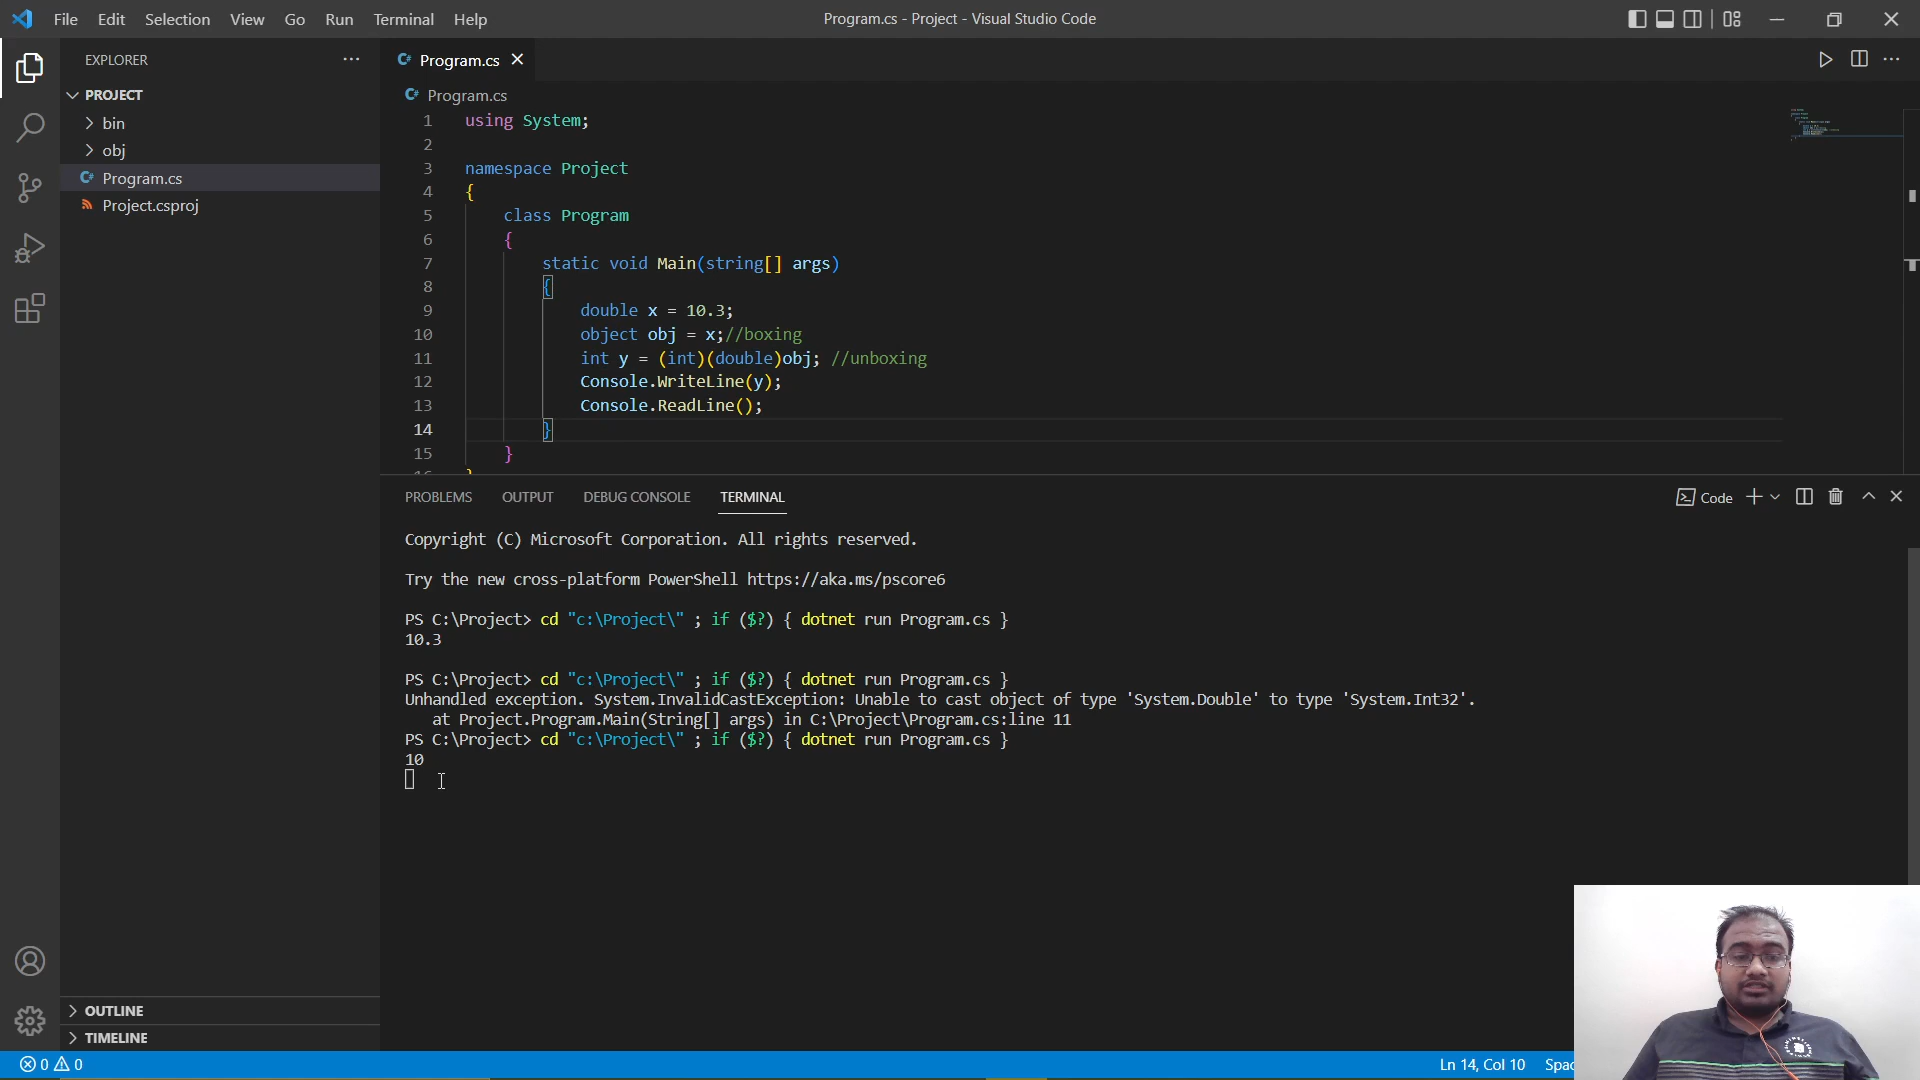 File Edit Selection View Go Run Terminal Help
Program.cs - Project - Visual Studio Code
EXPLORER
PROJECT
bin
obj
Program.cs
Project.csproj
OUTLINE
TIMELINE
Program.cs
Program.cs
1 using System;
2
3 namespace Project
4 {
5 class Program
6 {
7 static void Main(string[] args)
8 {
9 double x = 10.3;
10 object obj = x;//boxing
11 int y = (int)(double)obj; //unboxing
12 Console.WriteLine(y);
13 Console.ReadLine();
14 }
15 }
PROBLEMS OUTPUT DEBUG CONSOLE TERMINAL
Code
Copyright (C) Microsoft Corporation. All rights reserved.
Try the new cross-platform PowerShell https://aka.ms/pscore6
PS C:\Project> cd "c:\Project\" ; if ($?) { dotnet run Program.cs }
10.3
PS C:\Project> cd "c:\Project\" ; if ($?) { dotnet run Program.cs }
Unhandled exception. System.InvalidCastException: Unable to cast object of type 'System.Double' to type 'System.Int32'.
at Project.Program.Main(String[] args) in C:\Project\Program.cs:line 11
PS C:\Project> cd "c:\Project\" ; if ($?) { dotnet run Program.cs }
10
0 0
Ln 14, Col 10 Spac